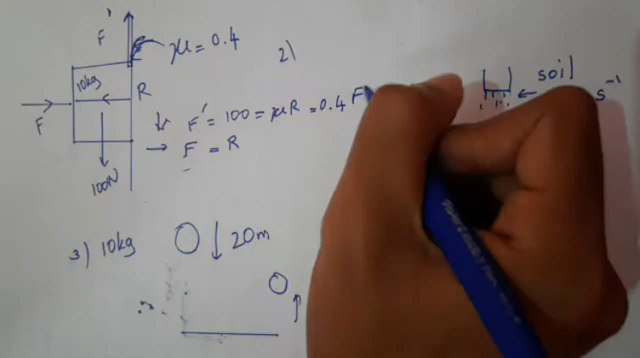 F'
μ = 0.4
2)
10kg
R
F
100N
F' = 100 = μR = 0.4 F
→ F = R
soil
s⁻¹
3) 10kg
20m